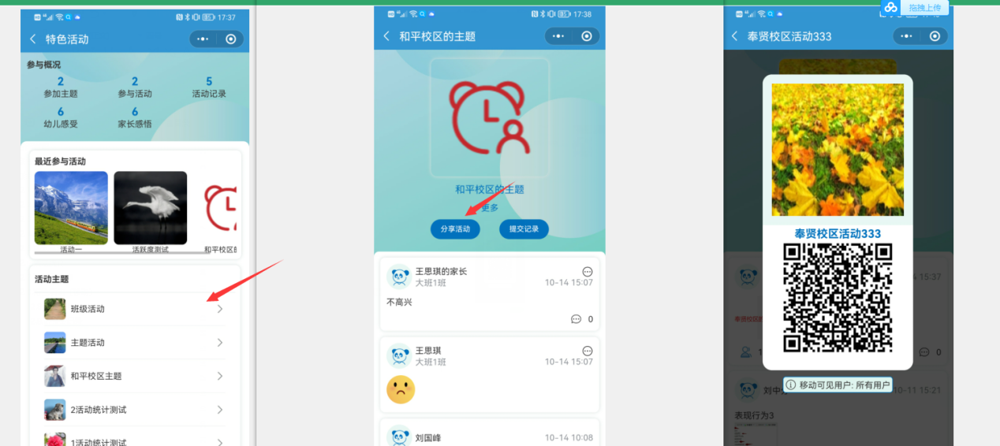 17:37
特色活动
参与概况
2
2
5
参加主题
参与活动
活动记录
6
6
幼儿感受
家长感悟
最近参与活动
活动一
活跃度测试
和平校区的
活动主题
班级活动
主题活动
和平校区主题
2活动统计测试
1活动统计测试
17:38
和平校区的主题
和平校区的主题
更多
分享活动
提交记录
王思琪的家长
大班1班
10-14 15:07
不高兴
0
王思琪
大班1班
10-14 15:07
刘国峰
10-14 10:08
拖拽上传
奉贤校区活动333
奉贤校区活动333
4 15:37
奉贤校区的
1
0
移动可见用户: 所有用户
刘中
10-11 15:21
表现行为3